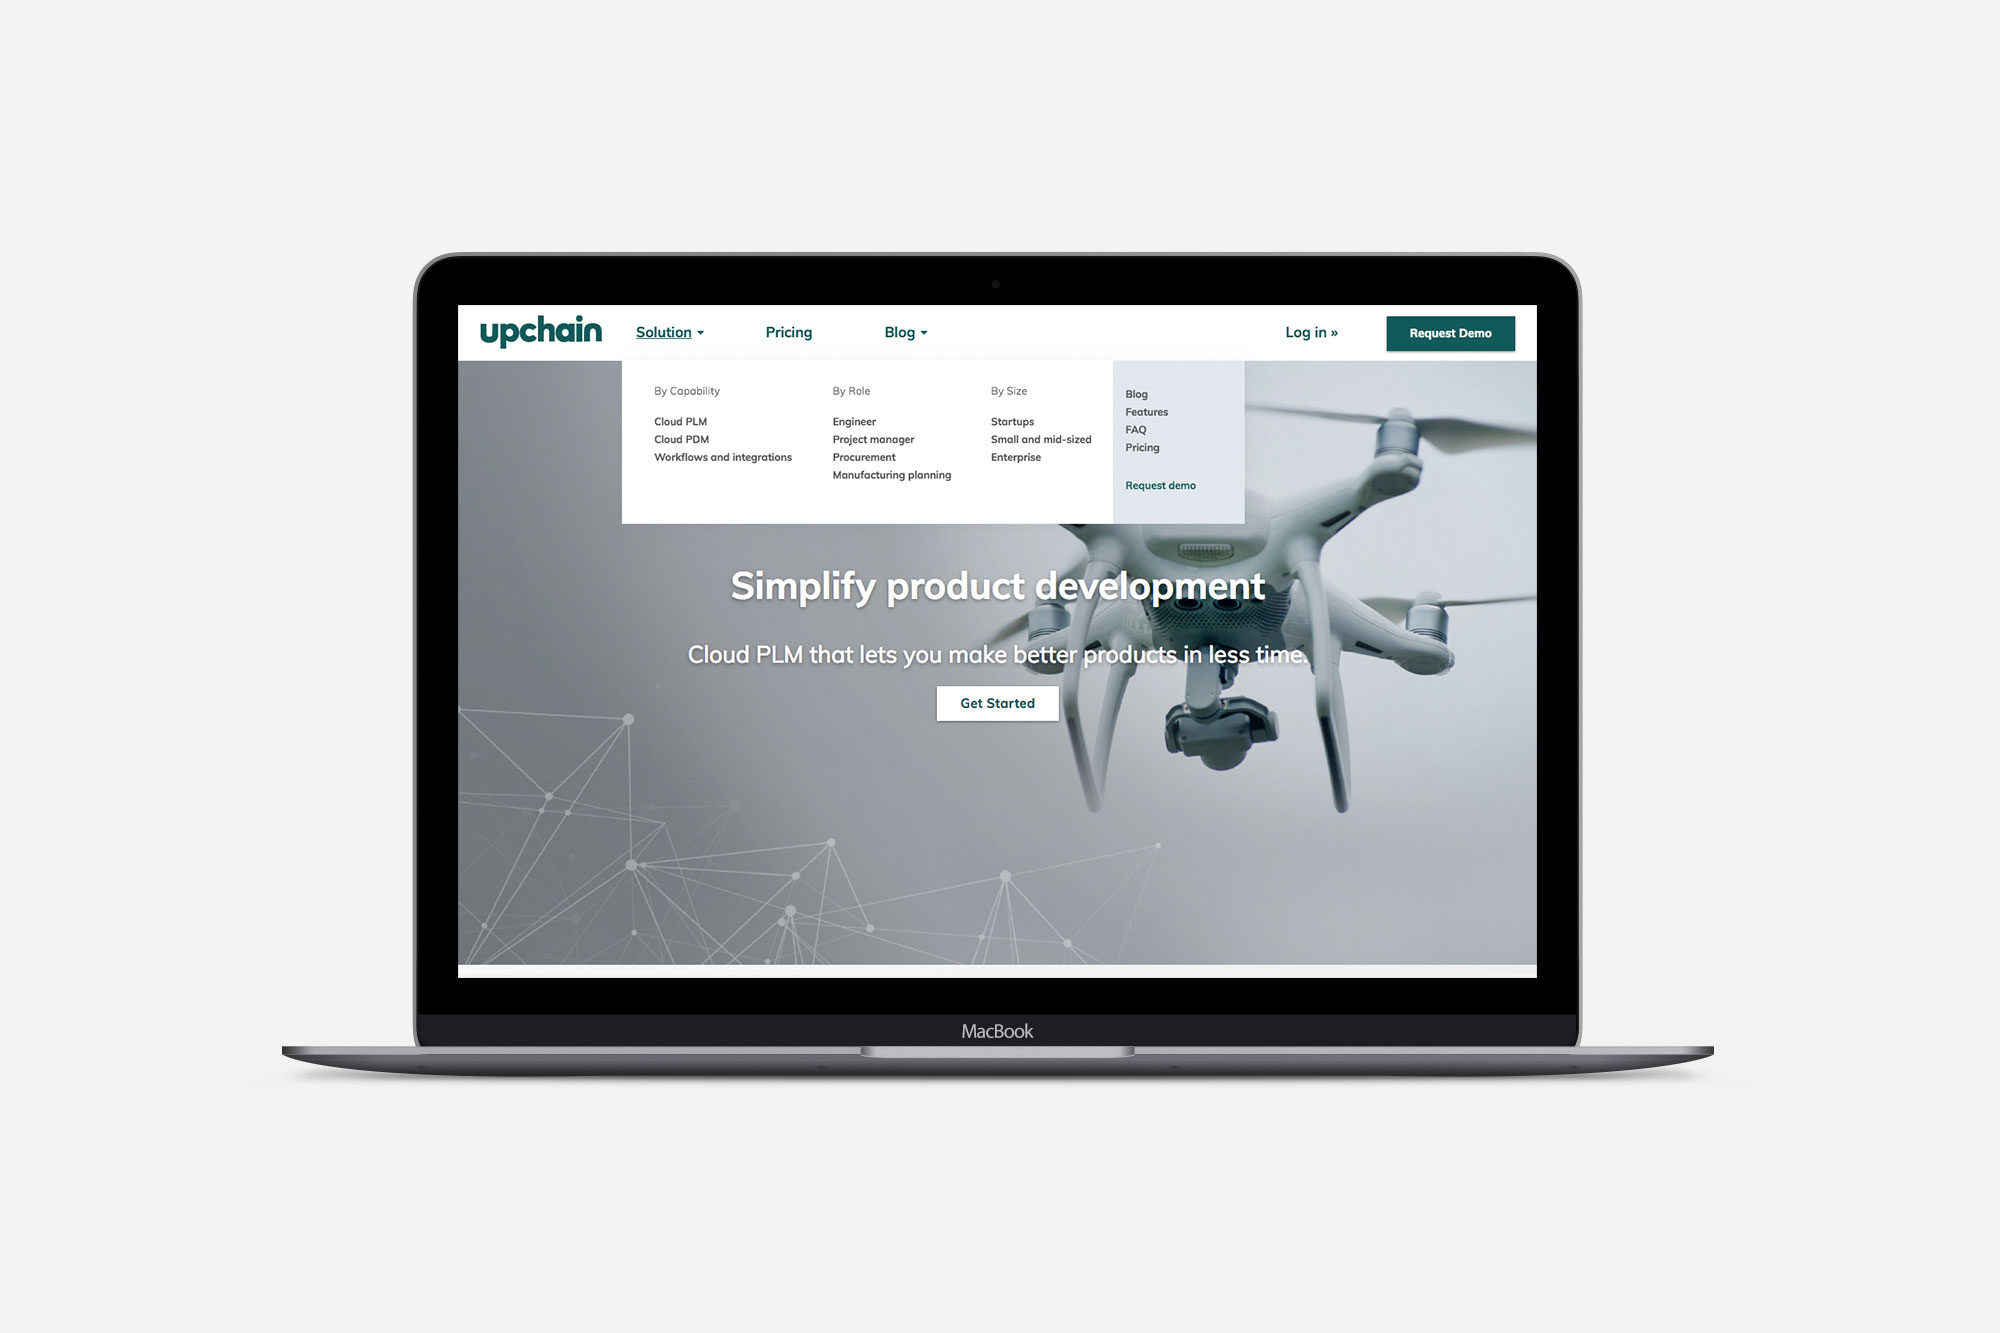 upchain
Solution
Pricing
Blog
Log in »
Request Demo
By Capability
Cloud PLM
Cloud PDM
Workflows and integrations
By Role
Engineer
Project manager
Procurement
Manufacturing planning
By Size
Startups
Small and mid-sized
Enterprise
Blog
Features
FAQ
Pricing
Request demo
Simplify product development
Cloud PLM that lets you make better products in less time.
Get Started
MacBook